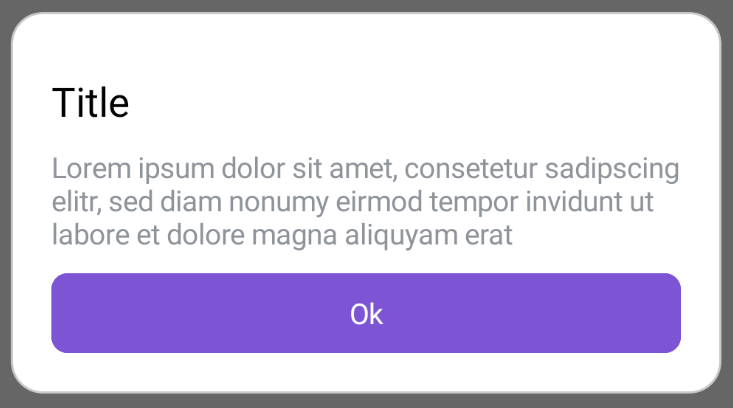 Title
Lorem ipsum dolor sit amet, consetetur sadipscing
elitr, sed diam nonumy eirmod tempor invidunt ut
labore et dolore magna aliquyam erat
Ok